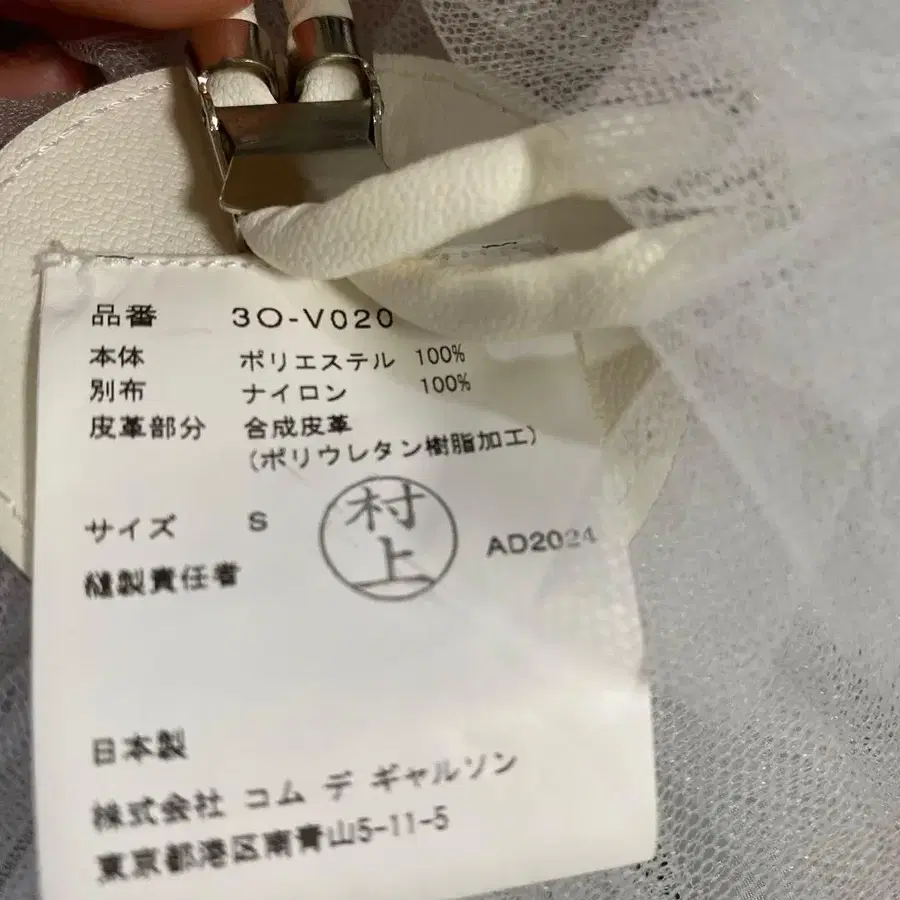 品番 3O-V020
本体 ポリエステル 100%
別布 ナイロン 100%
皮革部分 合成皮革
(ポリウレタン樹脂加工)
サイズ S
村上
AD2024
縫製責任者
日本製
株式会社 コム デ ギャルソン
東京都港区南青山5-11-5